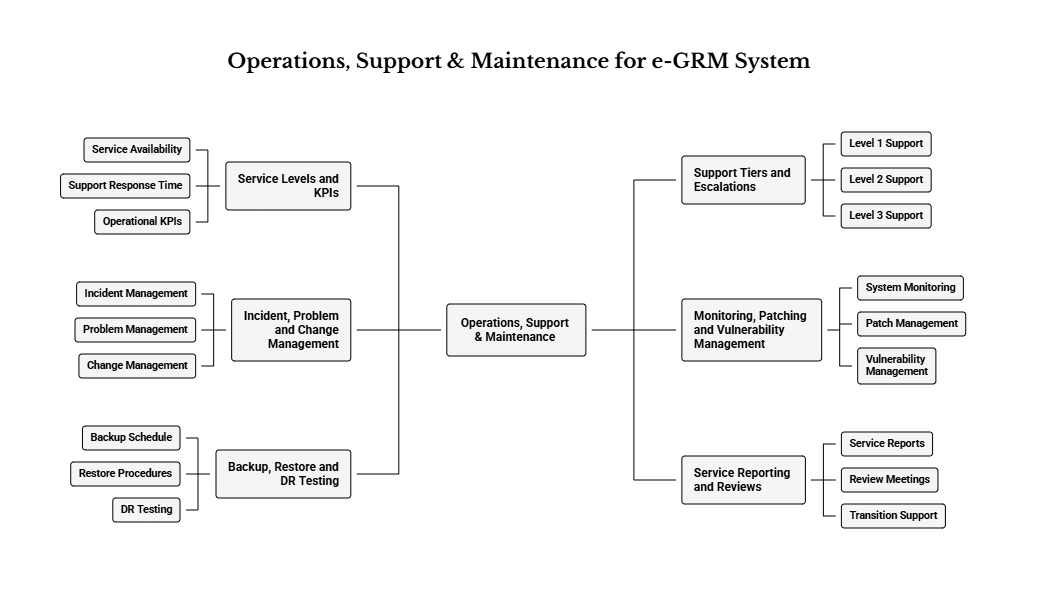 Operations, Support & Maintenance for e-GRM System
Service Availability
Support Response Time
Operational KPIs
Service Levels and
KPIs
Incident Management
Problem Management
Change Management
Incident, Problem
and Change
Management
Backup Schedule
Restore Procedures
DR Testing
Backup, Restore and
DR Testing
Operations, Support
& Maintenance
Support Tiers and
Escalations
Level 1 Support
Level 2 Support
Level 3 Support
Monitoring, Patching
and Vulnerability
Management
System Monitoring
Patch Management
Vulnerability
Management
Service Reporting
and Reviews
Service Reports
Review Meetings
Transition Support